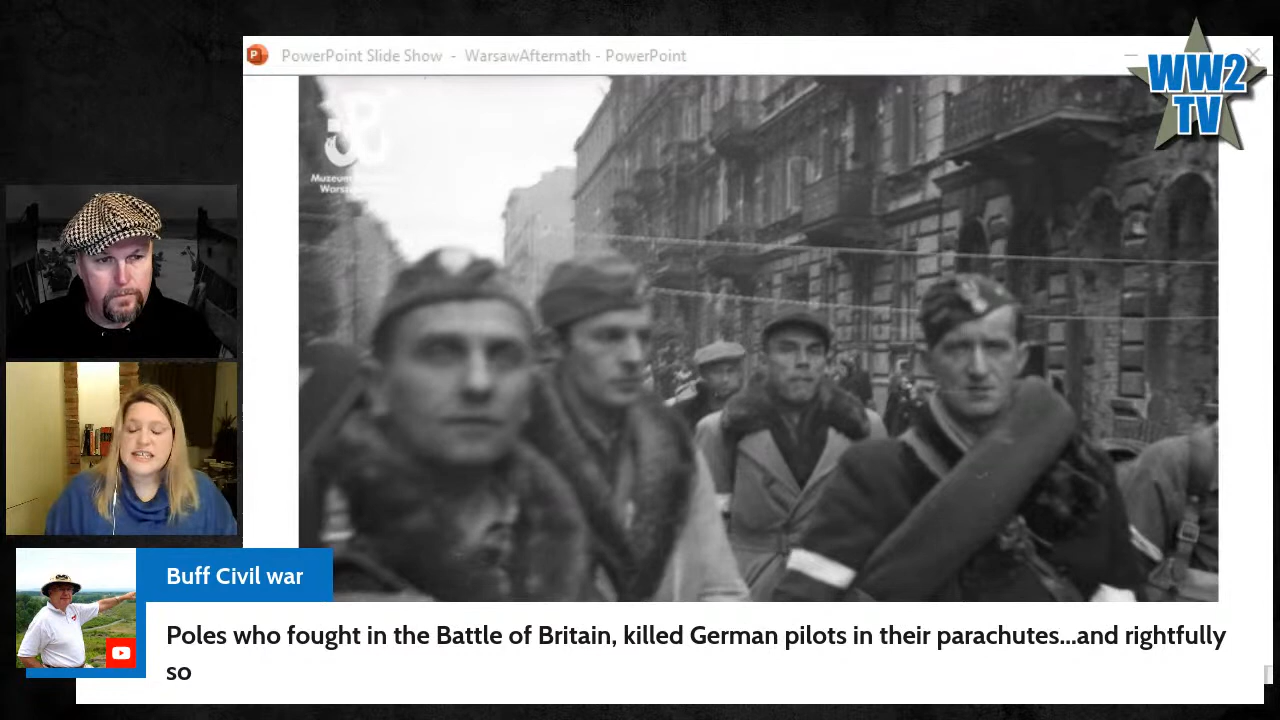 PowerPoint Slide Show - WarsawAftermath - PowerPoint
WW2
TV
Muzeum
Buff Civil war
Poles who fought in the Battle of Britain, killed German pilots in their parachutes...and rightfully
so